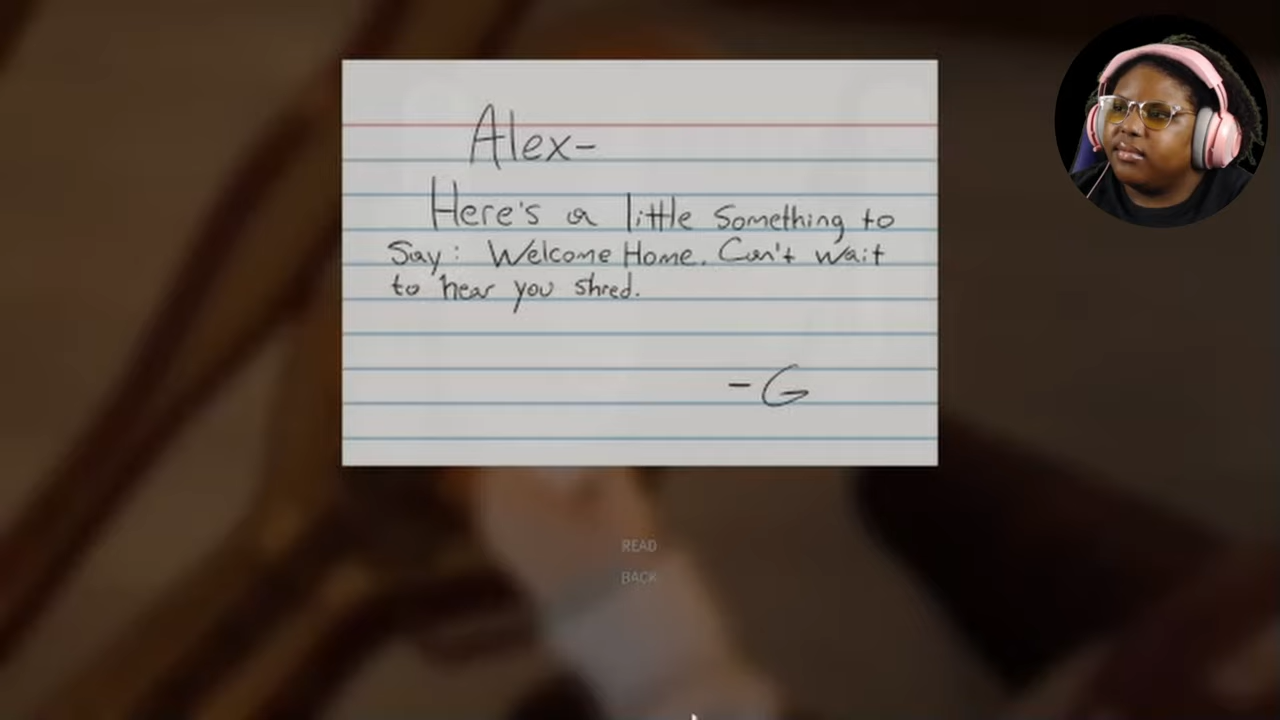 Alex-
Here's a little something to
Say: Welcome Home. Can't wait
to hear you shred.
-G
READ
BACK